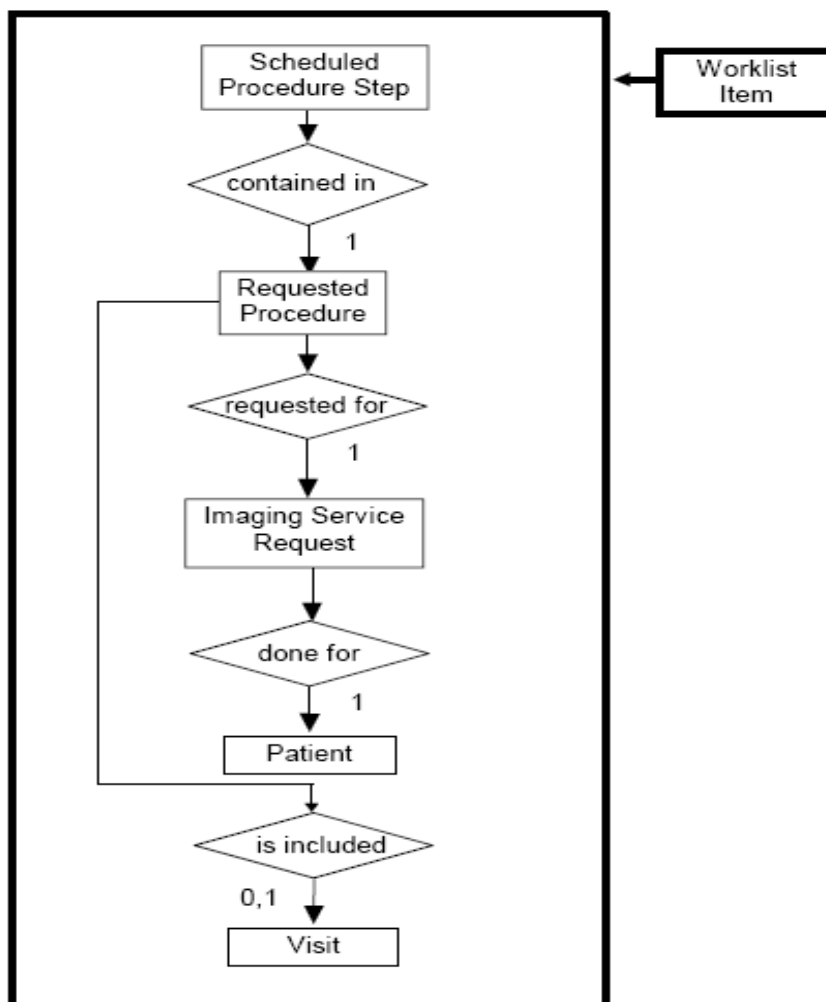 Scheduled
Procedure Step
Worklist
Item
contained in
1
Requested
Procedure
requested for
1
Imaging Service
Request
done for
1
Patient
is included
0,1
Visit